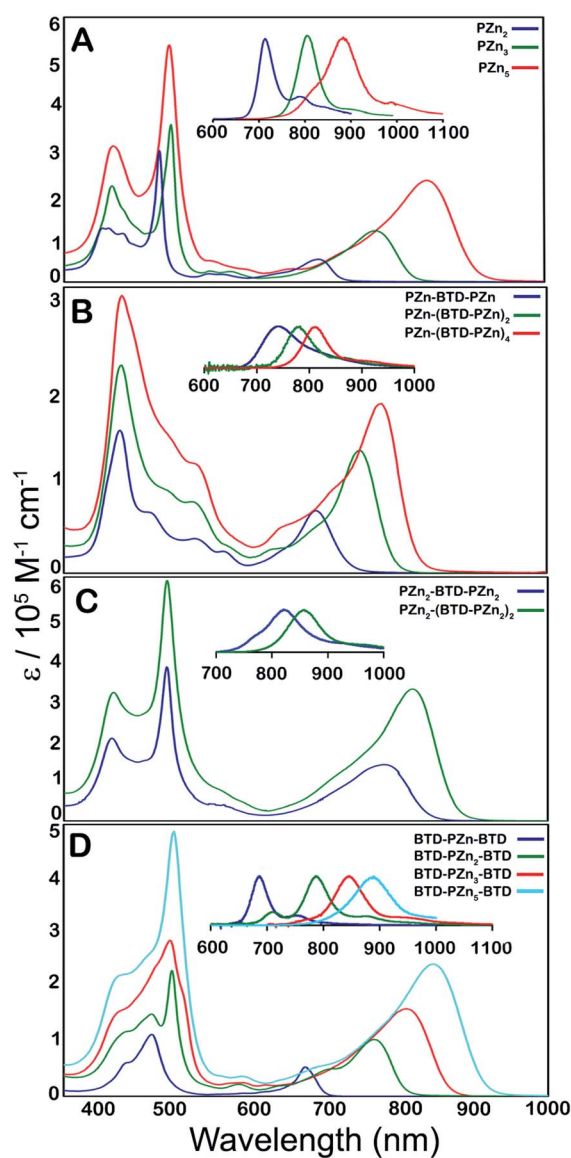 ε / 10⁵ M⁻¹ cm⁻¹
A
PZn₂
PZn₃
PZn₅
6
5
4
3
2
1
0
600 700 800 900 1000 1100
B
PZn-BTD-PZn
PZn-(BTD-PZn)₂
PZn-(BTD-PZn)₄
3
2
1
0
600 700 800 900 1000
C
PZn₂-BTD-PZn₂
PZn₂-(BTD-PZn₂)₂
6
5
4
3
2
1
0
700 800 900 1000
D
BTD-PZn-BTD
BTD-PZn₂-BTD
BTD-PZn₃-BTD
BTD-PZn₅-BTD
5
4
3
2
1
0
600 700 800 900 1000 1100
400 500 600 700 800 1000
Wavelength (nm)